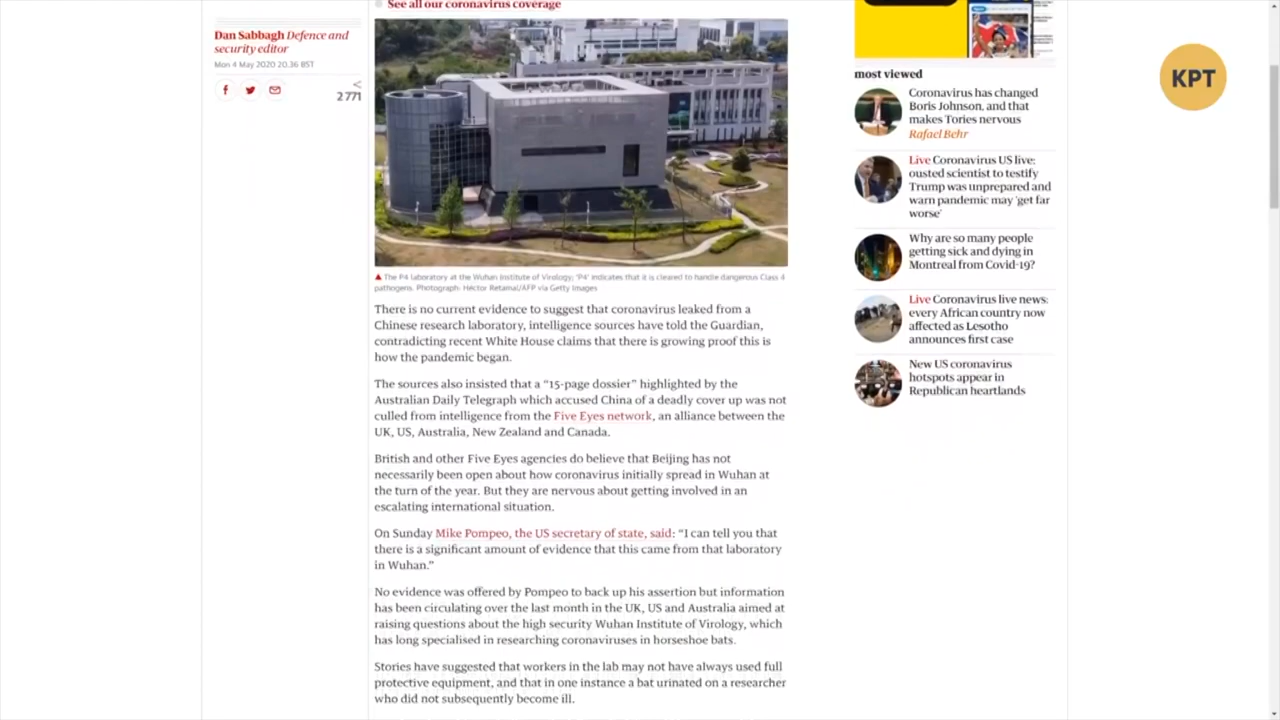 See all our coronavirus coverage
Dan Sabbagh Defence and
security editor
Mon 4 May 2020 20.36 BST
2771
The P4 laboratory at the Wuhan Institute of Virology; 'P4' indicates that it is cleared to handle dangerous Class 4
pathogens. Photograph: Héctor Retamal/AFP via Getty Images
There is no current evidence to suggest that coronavirus leaked from a
Chinese research laboratory, intelligence sources have told the Guardian,
contradicting recent White House claims that there is growing proof this is
how the pandemic began.
The sources also insisted that a “15-page dossier” highlighted by the
Australian Daily Telegraph which accused China of a deadly cover up was not
culled from intelligence from the Five Eyes network, an alliance between the
UK, US, Australia, New Zealand and Canada.
British and other Five Eyes agencies do believe that Beijing has not
necessarily been open about how coronavirus initially spread in Wuhan at
the turn of the year. But they are nervous about getting involved in an
escalating international situation.
On Sunday Mike Pompeo, the US secretary of state, said: “I can tell you that
there is a significant amount of evidence that this came from that laboratory
in Wuhan.”
No evidence was offered by Pompeo to back up his assertion but information
has been circulating over the last month in the UK, US and Australia aimed at
raising questions about the high security Wuhan Institute of Virology, which
has long specialised in researching coronaviruses in horseshoe bats.
Stories have suggested that workers in the lab may not have always used full
protective equipment, and that in one instance a bat urinated on a researcher
who did not subsequently become ill.
most viewed
Coronavirus has changed
Boris Johnson, and that
makes Tories nervous
Rafael Behr
Live Coronavirus US live:
ousted scientist to testify
Trump was unprepared and
warn pandemic may 'get far
worse'
Why are so many people
getting sick and dying in
Montreal from Covid-19?
Live Coronavirus live news:
every African country now
affected as Lesotho
announces first case
New US coronavirus
hotspots appear in
Republican heartlands
КРТ